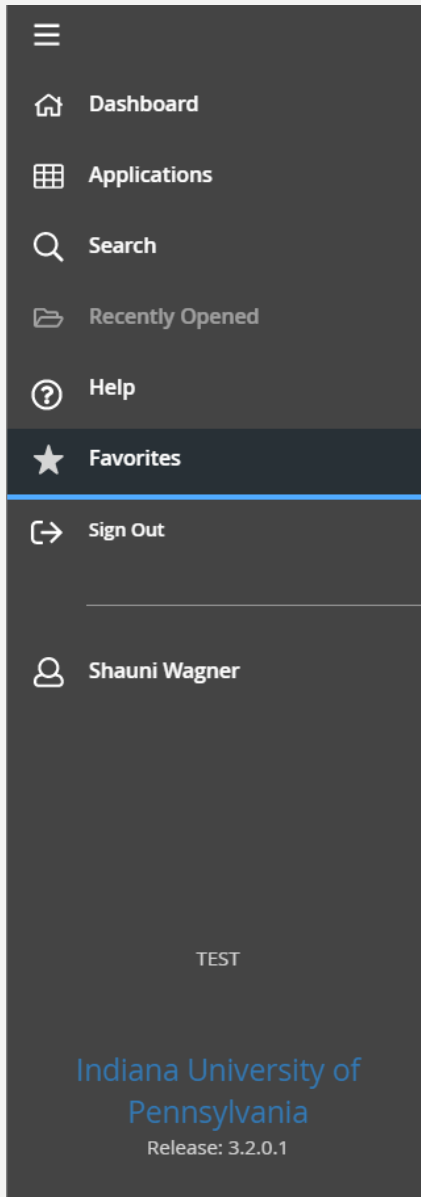 Dashboard
Applications
Search
Recently Opened
Help
Favorites
Sign Out
Shauni Wagner
TEST
Indiana University of
Pennsylvania
Release: 3.2.0.1